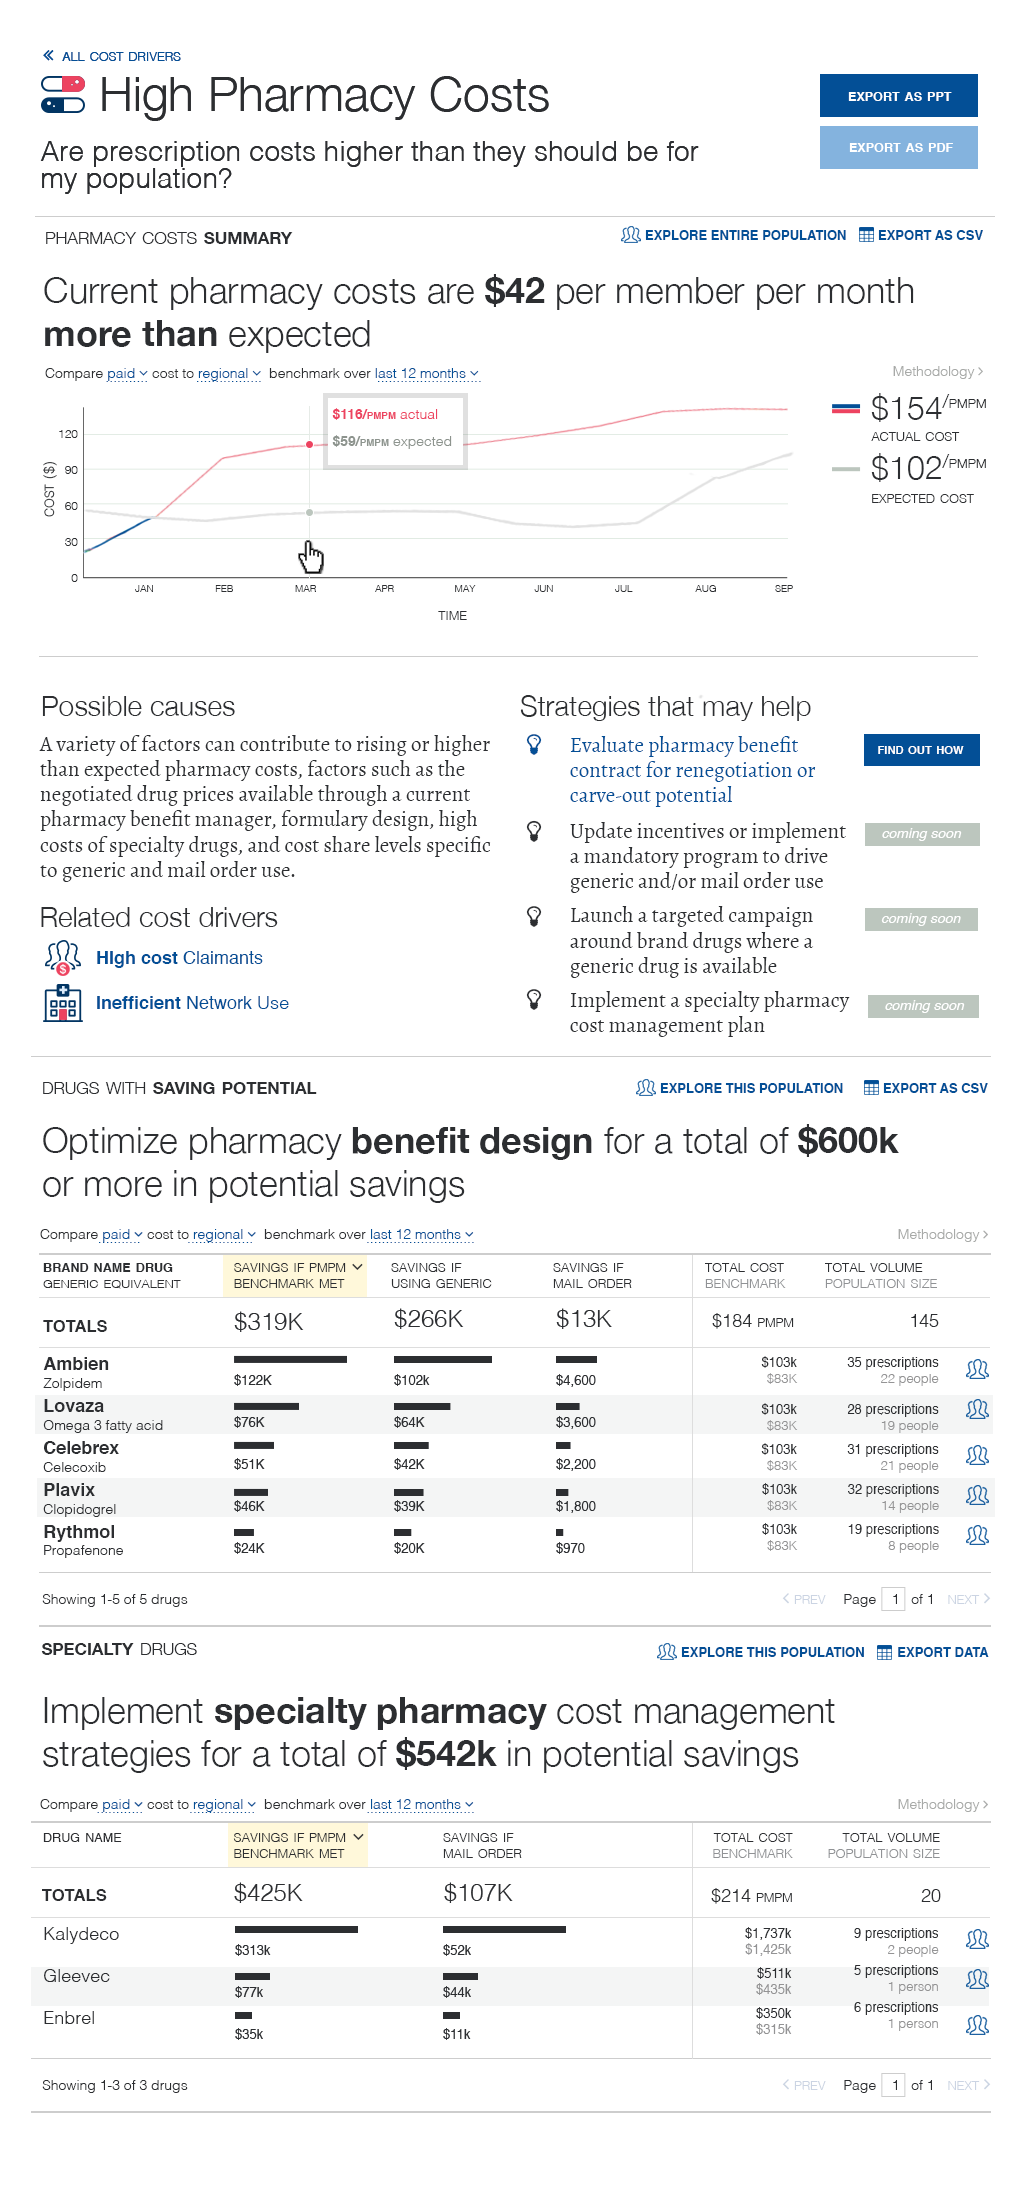 ALL COST DRIVERS
High Pharmacy Costs
EXPORT AS PPT
EXPORT AS PDF
Are prescription costs higher than they should be for
my population?
PHARMACY COSTS SUMMARY
EXPLORE ENTIRE POPULATION EXPORT AS CSV
Current pharmacy costs are $42 per member per month
more than expected
Compare paid cost to regional benchmark over last 12 months
Methodology >
$116/PMPM actual
$59/PMPM expected
$154/PMPM
ACTUAL COST
$102/PMPM
EXPECTED COST
COST ($)
120
90
60
30
0
JAN FEB MAR APR MAY JUN JUL AUG SEP
TIME
Possible causes
A variety of factors can contribute to rising or higher
than expected pharmacy costs, factors such as the
negotiated drug prices available through a current
pharmacy benefit manager, formulary design, high
costs of specialty drugs, and cost share levels specific
to generic and mail order use.
Related cost drivers
HIgh cost Claimants
Inefficient Network Use
Strategies that may help
Evaluate pharmacy benefit
contract for renegotiation or
carve-out potential
FIND OUT HOW
Update incentives or implement
a mandatory program to drive
generic and/or mail order use
coming soon
Launch a targeted campaign
around brand drugs where a
generic drug is available
coming soon
Implement a specialty pharmacy
cost management plan
coming soon
DRUGS WITH SAVING POTENTIAL
EXPLORE THIS POPULATION EXPORT AS CSV
Optimize pharmacy benefit design for a total of $600k
or more in potential savings
Compare paid cost to regional benchmark over last 12 months
Methodology >
BRAND NAME DRUG SAVINGS IF PMPM SAVINGS IF SAVINGS IF TOTAL COST TOTAL VOLUME
GENERIC EQUIVALENT BENCHMARK MET USING GENERIC MAIL ORDER BENCHMARK POPULATION SIZE
TOTALS $319K $266K $13K $184 PMPM 145
Ambien $103k 35 prescriptions
Zolpidem $122K $102k $4,600 $83K 22 people
Lovaza $103k 28 prescriptions
Omega 3 fatty acid $76K $64K $3,600 $83K 19 people
Celebrex $103k 31 prescriptions
Celecoxib $51K $42K $2,200 $83K 21 people
Plavix $103k 32 prescriptions
Clopidogrel $46K $39K $1,800 $83K 14 people
Rythmol $103k 19 prescriptions
Propafenone $24K $20K $970 $83K 8 people
Showing 1-5 of 5 drugs
< PREV Page 1 of 1 NEXT >
SPECIALTY DRUGS
EXPLORE THIS POPULATION EXPORT DATA
Implement specialty pharmacy cost management
strategies for a total of $542k in potential savings
Compare paid cost to regional benchmark over last 12 months
Methodology >
DRUG NAME SAVINGS IF PMPM SAVINGS IF TOTAL COST TOTAL VOLUME
BENCHMARK MET MAIL ORDER BENCHMARK POPULATION SIZE
TOTALS $425K $107K $214 PMPM 20
Kalydeco $1,737k 9 prescriptions
$313k $52k $1,425k 2 people
Gleevec $511k 5 prescriptions
$77k $44k $435k 1 person
Enbrel $350k 6 prescriptions
$35k $11k $315k 1 person
Showing 1-3 of 3 drugs
< PREV Page 1 of 1 NEXT >